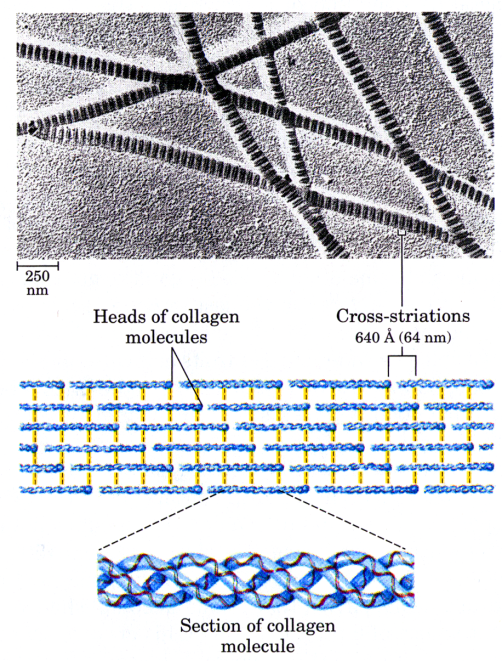 250
nm
Heads of collagen
molecules
Cross-striations
640 Å (64 nm)
Section of collagen
molecule